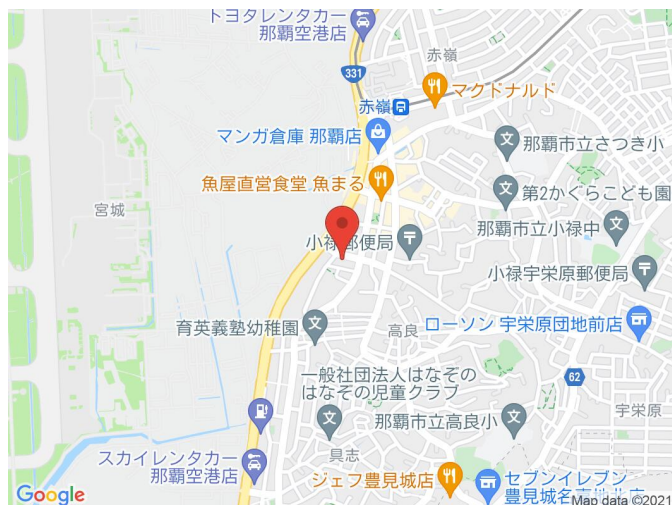 トヨタレンタカー
那覇空港店
赤嶺
331
マクドナルド
赤嶺
マンガ倉庫 那覇店
那覇市立さつき小
魚屋直営食堂 魚まる
第2かぐらこども園
宮城
那覇市立小禄中
小禄郵便局
小禄宇栄原郵便局
ローソン 宇栄原団地前店
育英義塾幼稚園
高良
一般社団法人はなぞの
はなぞの児童クラブ
62
宇栄原
那覇市立高良小
具志
スカイレンタカー
那覇空港店
ジェフ豊見城店
セブンイレブン
Google
Map data ©2021